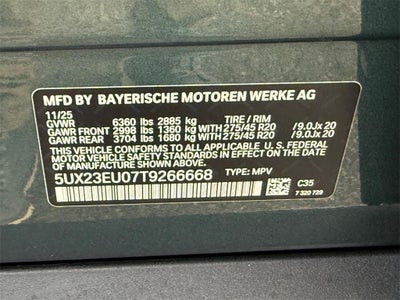 MFD BY BAYERISCHE MOTOREN WERKE AG
11/25
GVWR 6360 lbs 2885 kg TIRE / RIM
GAWR FRONT 2998 lbs 1360 kg WITH 275/45 R20 /9.0Jx 20
GAWR REAR 3704 lbs 1680 kg WITH 275/45 R20 /9.0Jx 20
THIS VEHICLE CONFORMS TO ALL APPLICABLE U.S. FEDERAL
MOTOR VEHICLE SAFETY STANDARDS IN EFFECT ON THE DATE
OF MANUFACTURE SHOWN ABOVE.
5UX23EU07T9266668 TYPE: MPV C35
7 320 729